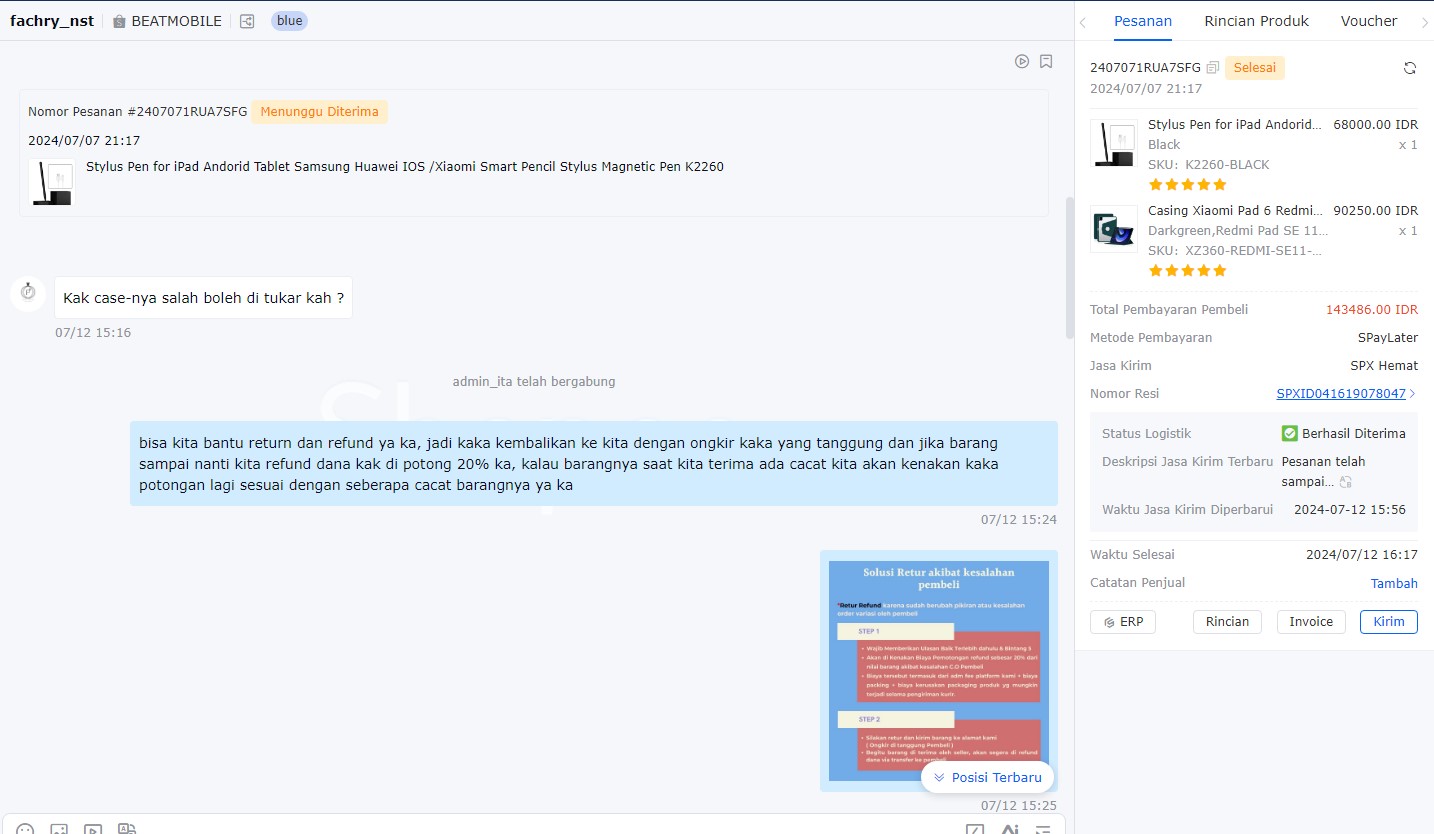 fachry_nst
BEATMOBILE
blue
Nomor Pesanan #2407071RUA7SFG Menunggu Diterima
2024/07/07 21:17
Stylus Pen for iPad Andorid Tablet Samsung Huawei IOS /Xiaomi Smart Pencil Stylus Magnetic Pen K2260
Kak case-nya salah boleh di tukar kah ?
07/12 15:16
admin_ita telah bergabung
bisa kita bantu return dan refund ya ka, jadi kaka kembalikan ke kita dengan ongkir kaka yang tanggung dan jika barang
sampai nanti kita refund dana kak di potong 20% ka, kalau barangnya saat kita terima ada cacat kita akan kenakan kaka
potongan lagi sesuai dengan seberapa cacat barangnya ya ka
07/12 15:24
Solusi Retur akibat kesalahan
pembeli
*Retur Refund karena sudah berubah pikiran atau kesalahan
order variasi oleh pembeli
STEP 1
• Wajib Memberikan Ulasan Baik Terlebih dahulu & Bintang 5
• Akan di Kenakan Biaya Pemotongan refund sebesar 20% dari
nilai barang akibat kesalahan C.O Pembeli
• Biaya tersebut termasuk dari adm fee platform kami + biaya
packing + biaya kerusakan packaging produk yg mungkin
terjadi selama pengiriman kurir.
STEP 2
• Silakan retur dan kirim barang ke alamat kami
( Ongkir di tanggung Pembeli )
• Begitu barang di terima oleh seller, akan segera di refund
dana via transfer ke pembeli.
Posisi Terbaru
07/12 15:25
Pesanan
Rincian Produk
Voucher
2407071RUA7SFG Selesai
2024/07/07 21:17
Stylus Pen for iPad Andorid... 68000.00 IDR
Black x 1
SKU: K2260-BLACK
Casing Xiaomi Pad 6 Redmi... 90250.00 IDR
Darkgreen,Redmi Pad SE 11... x 1
SKU: XZ360-REDMI-SE11-...
Total Pembayaran Pembeli 143486.00 IDR
Metode Pembayaran SPayLater
Jasa Kirim SPX Hemat
Nomor Resi SPXID041619078047
Status Logistik Berhasil Diterima
Deskripsi Jasa Kirim Terbaru Pesanan telah
sampai...
Waktu Jasa Kirim Diperbarui 2024-07-12 15:56
Waktu Selesai 2024/07/12 16:17
Catatan Penjual Tambah
ERP Rincian Invoice Kirim